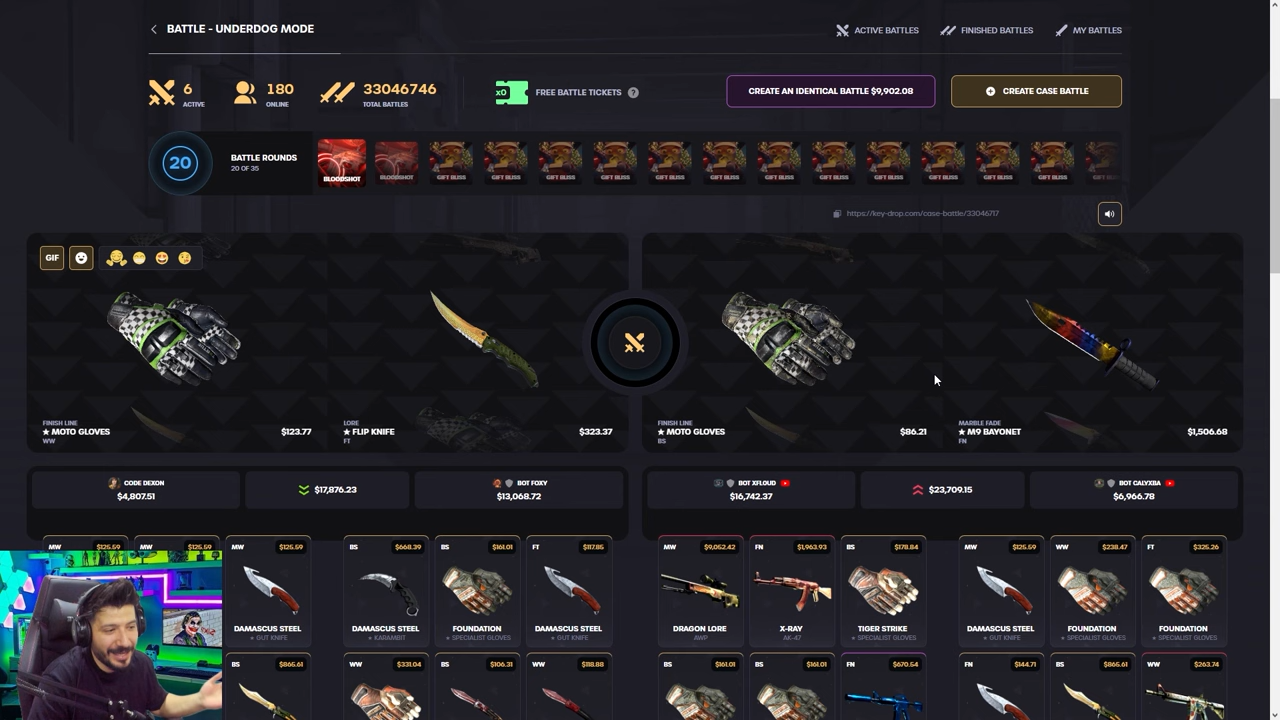 BATTLE - UNDERDOG MODE
ACTIVE BATTLES
FINISHED BATTLES
MY BATTLES
6
ACTIVE
180
ONLINE
33046746
TOTAL BATTLES
x0
FREE BATTLE TICKETS
?
CREATE AN IDENTICAL BATTLE $9,902.08
CREATE CASE BATTLE
20
BATTLE ROUNDS
20 OF 35
BLOODSHOT
BLOODSHOT
GIFT BLISS
GIFT BLISS
GIFT BLISS
GIFT BLISS
GIFT BLISS
GIFT BLISS
GIFT BLISS
GIFT BLISS
GIFT BLISS
GIFT BLISS
GIFT BLISS
GIFT BLISS
GIFT BLISS
https://key-drop.com/case-battle/33046717
GIF
FINISH LINE
★ MOTO GLOVES
WW
$123.77
LORE
★ FLIP KNIFE
FT
$323.37
FINISH LINE
★ MOTO GLOVES
BS
$86.21
MARBLE FADE
★ M9 BAYONET
FN
$1,506.68
CODE DEXON
$4,807.51
$17,876.23
BOT FOXY
$13,068.72
BOT XFLOUD
$16,742.37
$23,709.15
BOT CALYXBA
$6,966.78
MW $125.59
MW $125.59
MW $125.59
DAMASCUS STEEL
★ GUT KNIFE
BS $668.39
DAMASCUS STEEL
★ KARAMBIT
BS $161.01
FOUNDATION
★ SPECIALIST GLOVES
FT $117.85
DAMASCUS STEEL
★ GUT KNIFE
MW $9,052.42
DRAGON LORE
AWP
FN $1,963.93
X-RAY
AK-47
BS $178.84
TIGER STRIKE
★ SPECIALIST GLOVES
MW $125.59
DAMASCUS STEEL
★ GUT KNIFE
WW $238.47
FOUNDATION
★ SPECIALIST GLOVES
FT $325.26
FOUNDATION
★ SPECIALIST GLOVES
BS $865.61
WW $331.04
BS $106.31
WW $118.88
BS $161.01
BS $161.01
FN $670.54
FN $144.71
BS $865.61
WW $263.74